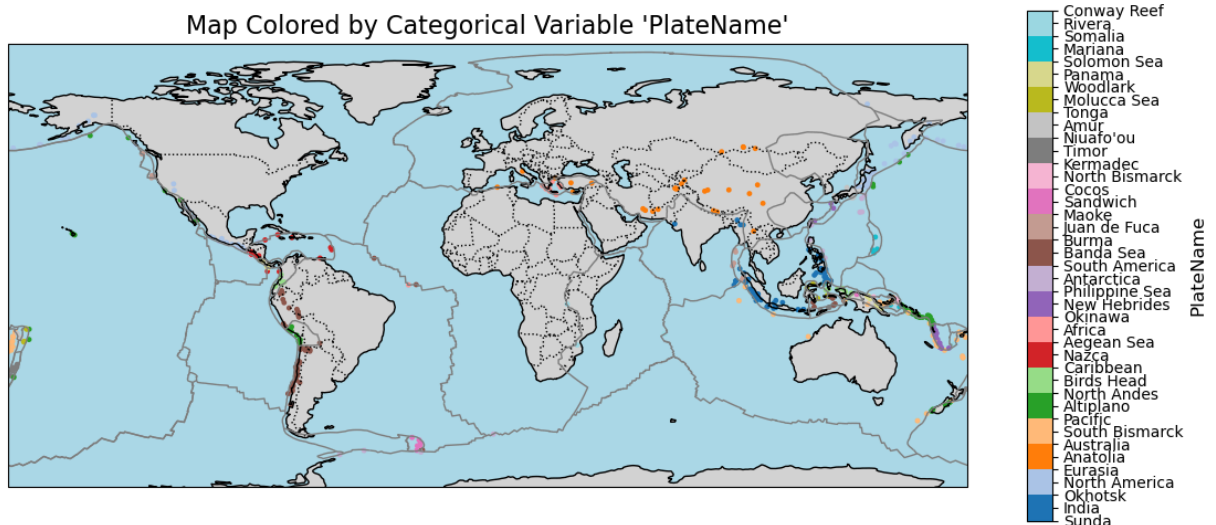 Map Colored by Categorical Variable 'PlateName'
Conway Reef
Rivera
Somalia
Mariana
Solomon Sea
Panama
Woodlark
Molucca Sea
Tonga
Amur
Niuafo'ou
Timor
Kermadec
North Bismarck
Cocos
Sandwich
Maoke
Juan de Fuca
Burma
Banda Sea
South America
Antarctica
Philippine Sea
New Hebrides
Okinawa
Africa
Aegean Sea
Nazca
Caribbean
Birds Head
North Andes
Altiplano
Pacific
South Bismarck
Australia
Anatolia
Eurasia
North America
Okhotsk
India
Sunda
PlateName